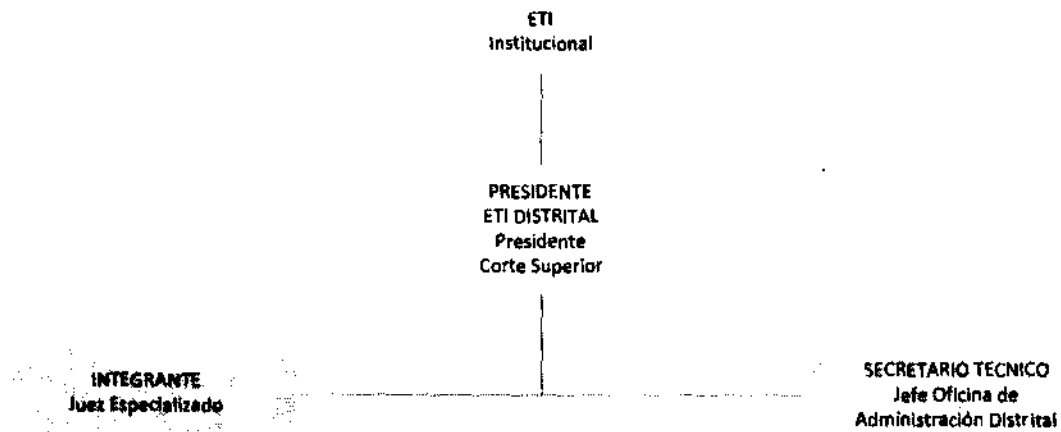 ETI
Institucional
PRESIDENTE
ETI DISTRITAL
Presidente
Corte Superior
INTEGRANTE
Juez Especializado
SECRETARIO TECNICO
Jefe Oficina de
Administración Distrital